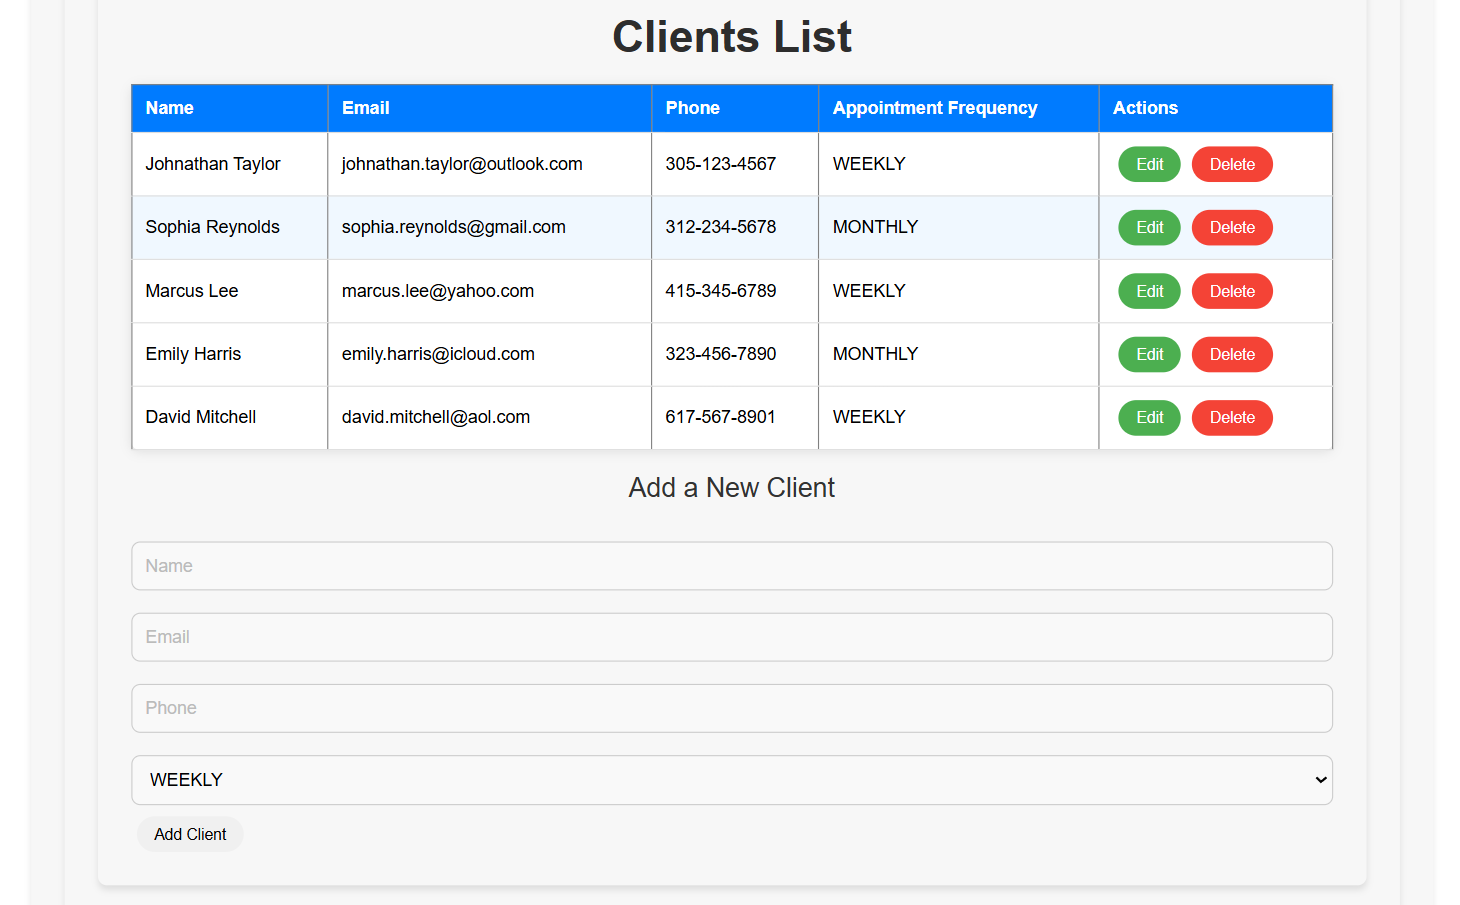 Clients List
Name Email Phone Appointment Frequency Actions
Johnathan Taylor johnathan.taylor@outlook.com 305-123-4567 WEEKLY Edit Delete
Sophia Reynolds sophia.reynolds@gmail.com 312-234-5678 MONTHLY Edit Delete
Marcus Lee marcus.lee@yahoo.com 415-345-6789 WEEKLY Edit Delete
Emily Harris emily.harris@icloud.com 323-456-7890 MONTHLY Edit Delete
David Mitchell david.mitchell@aol.com 617-567-8901 WEEKLY Edit Delete
Add a New Client
Name
Email
Phone
WEEKLY
Add Client